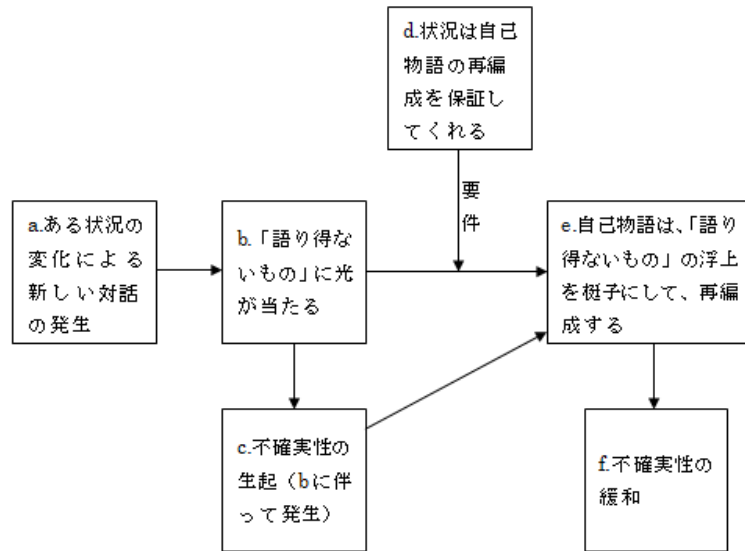 d.状況は自己
物語の再編
成を保証し
てくれる
要
件
a.ある状況の
変化による
新しい対話
の発生
b.「語り得な
いもの」に光
が当たる
e.自己物語は、「語り
得ないもの」の浮上
を梃子にして、再編
成する
c.不確実性の
生起（bに伴
って発生）
f.不確実性の
緩和